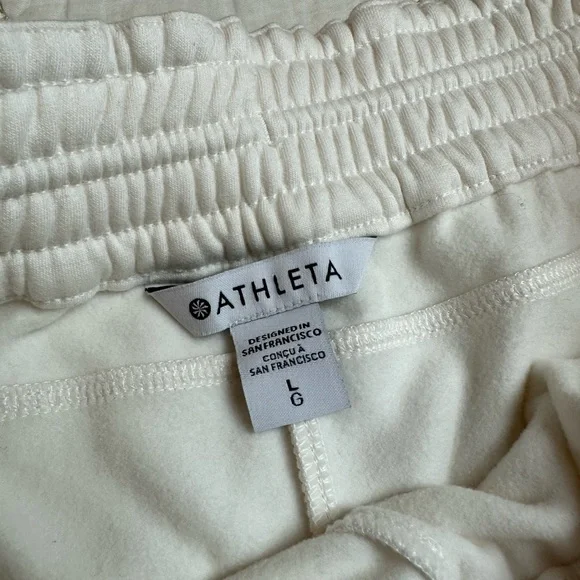 ATHLETA
DESIGNED IN
SAN FRANCISCO
CONÇU À
SAN FRANCISCO
L
G